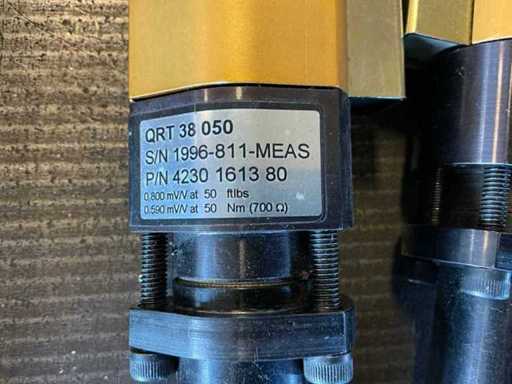 QRT 38 050
S/N 1996-811-MEAS
P/N 4230 1613 80
0.800 mV/V at 50 ftlbs
0.590 mV/V at 50 Nm (700 Ω)